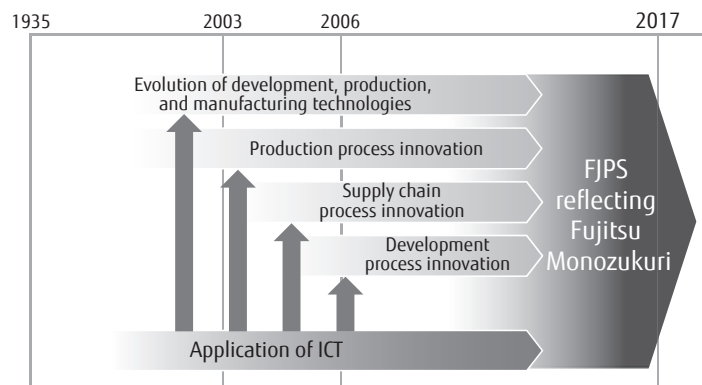 1935 2003 2006 2017
Evolution of development, production,
and manufacturing technologies
Production process innovation
Supply chain
process innovation
Development
process innovation
FJPS
reflecting
Fujitsu
Monozukuri
Application of ICT